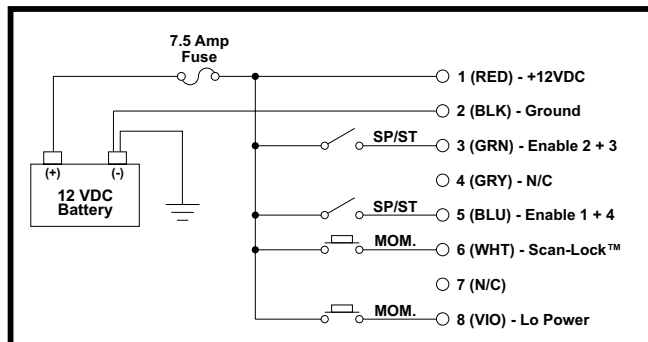 7.5 Amp
Fuse
1 (RED) - +12VDC
2 (BLK) - Ground
SP/ST
3 (GRN) - Enable 2 + 3
(+)
(-)
12 VDC
Battery
4 (GRY) - N/C
SP/ST
5 (BLU) - Enable 1 + 4
MOM.
6 (WHT) - Scan-Lock™
7 (N/C)
MOM.
8 (VIO) - Lo Power